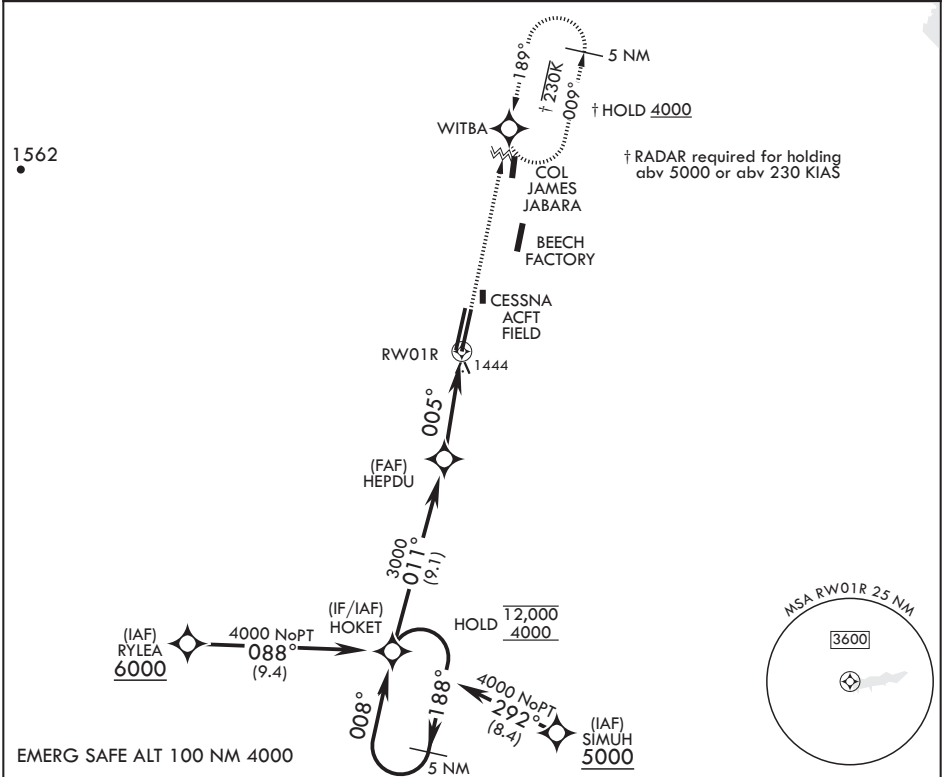 189°
5 NM
† 230K
009°
WITBA
† HOLD 4000
1562
† RADAR required for holding
abv 5000 or abv 230 KIAS
COL
JAMES
JABARA
BEECH
FACTORY
CESSNA
ACFT
FIELD
RW01R
1444
005°
(FAF)
HEPDU
3000
011°
(9.1)
(IF/IAF)
HOKET
HOLD 12,000
4000
(IAF)
RYLEA
6000
4000 NoPT
088°
(9.4)
008°
188°
4000 NoPT
292°
(8.4)
(IAF)
SIMUH
5000
5 NM
MSA RW01R 25 NM
3600
EMERG SAFE ALT 100 NM 4000